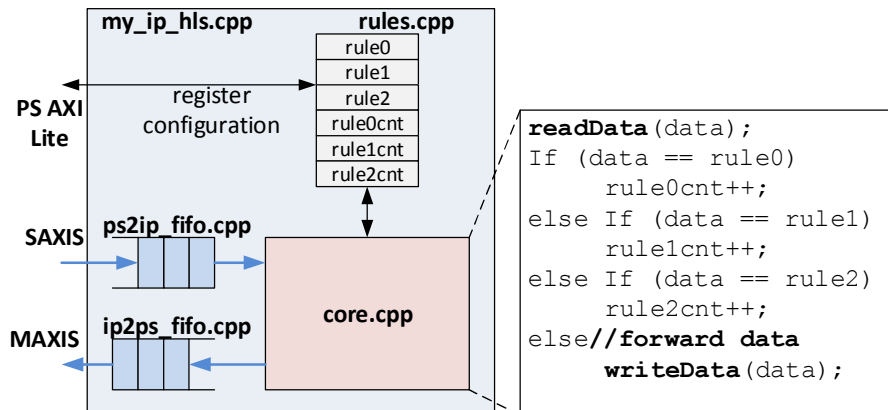 my_ip_hls.cpp
rules.cpp
rule0
rule1
rule2
rule0cnt
rule1cnt
rule2cnt
PS AXI
Lite
register
configuration
SAXIS
ps2ip_fifo.cpp
MAXIS
ip2ps_fifo.cpp
core.cpp
readData(data);
If (data == rule0)
rule0cnt++;
else If (data == rule1)
rule1cnt++;
else If (data == rule2)
rule2cnt++;
else//forward data
writeData(data);